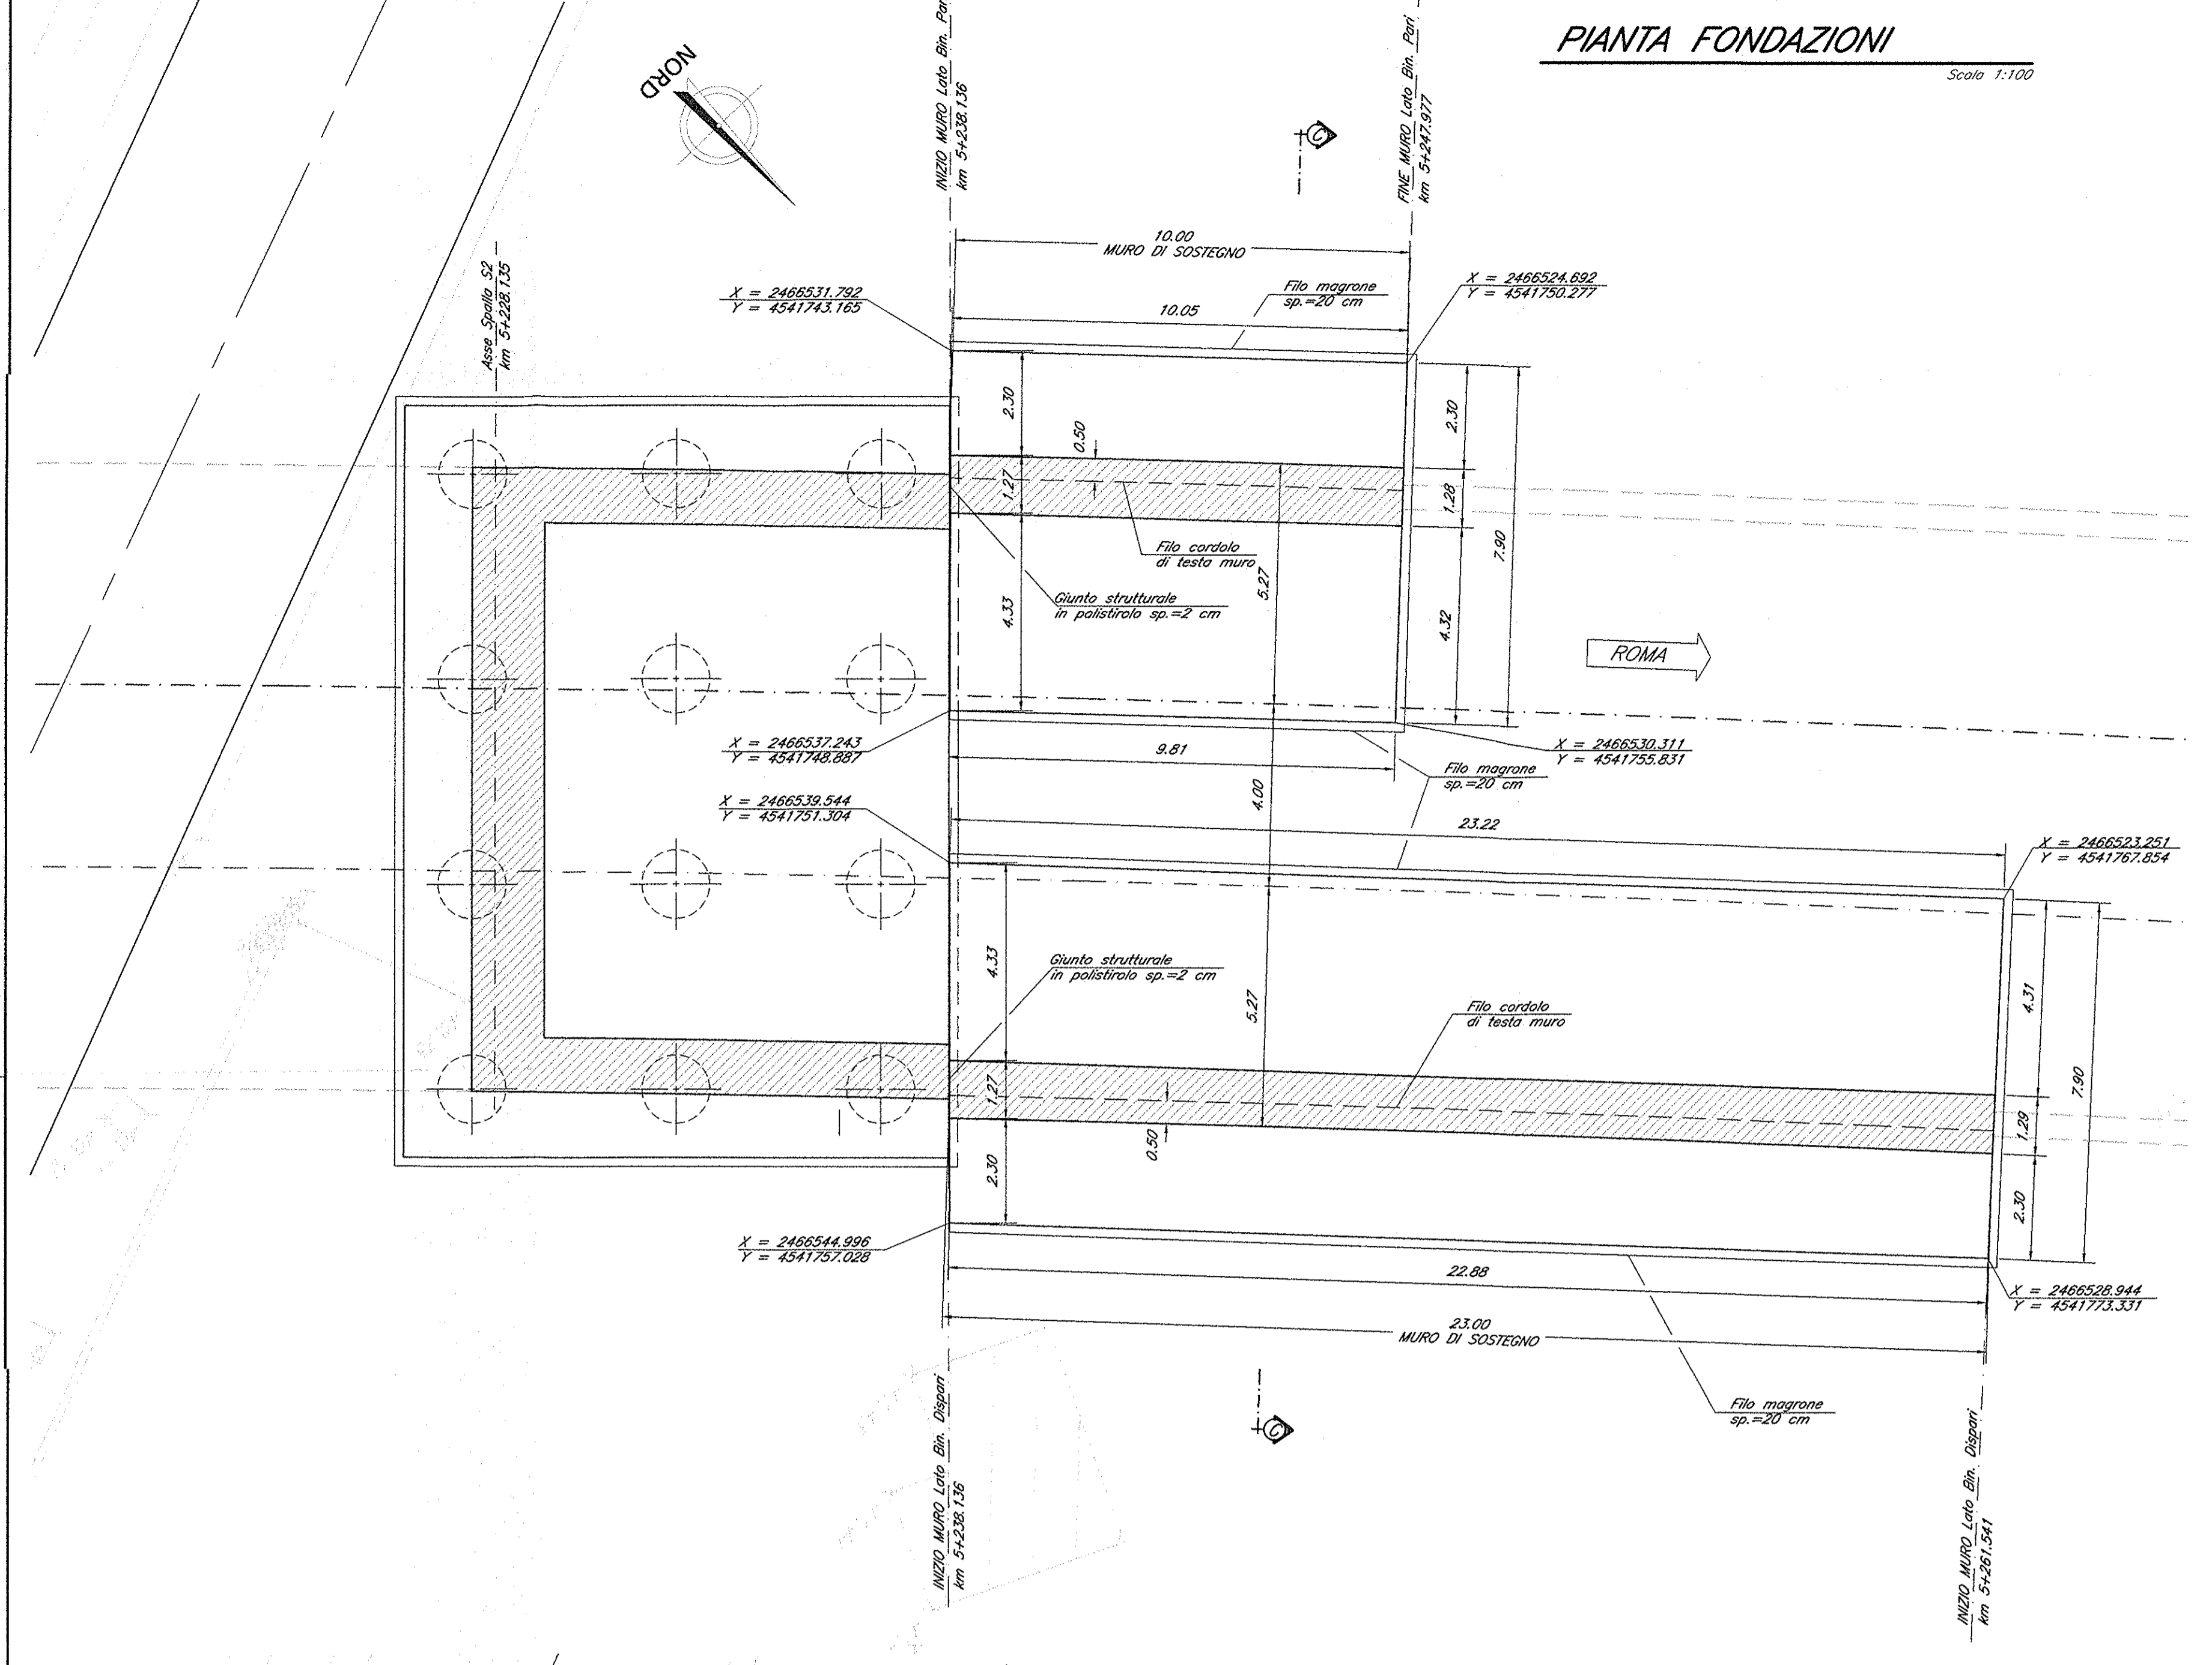 PIANTA FONDAZIONI
Scala 1:100
NORD
INIZIO MURO Lato Bin. Pari
km 5+238.136
FINE MURO Lato Bin. Pari
km 5+247.977
C
Asse Spalla S2
km 5+228.135
10.00
MURO DI SOSTEGNO
X = 2466531.792
Y = 4541743.165
Filo magrone
sp.=20 cm
X = 2466524.692
Y = 4541750.277
10.05
2.30
0.50
1.27
4.33
2.30
1.28
4.32
7.90
Filo cordolo
di testa muro
5.27
Giunto strutturale
in polistirolo sp.=2 cm
ROMA
X = 2466537.243
Y = 4541748.887
9.81
X = 2466530.311
Y = 4541755.831
Filo magrone
sp.=20 cm
4.00
X = 2466539.544
Y = 4541751.304
23.22
X = 2466523.251
Y = 4541767.854
4.33
Giunto strutturale
in polistirolo sp.=2 cm
5.27
Filo cordolo
di testa muro
4.31
7.90
1.27
0.50
1.29
2.30
2.30
X = 2466544.996
Y = 4541757.028
22.88
X = 2466528.944
Y = 4541773.331
23.00
MURO DI SOSTEGNO
Filo magrone
sp.=20 cm
C
INIZIO MURO Lato Bin. Dispari
km 5+238.136
INIZIO MURO Lato Bin. Dispari
km 5+261.541